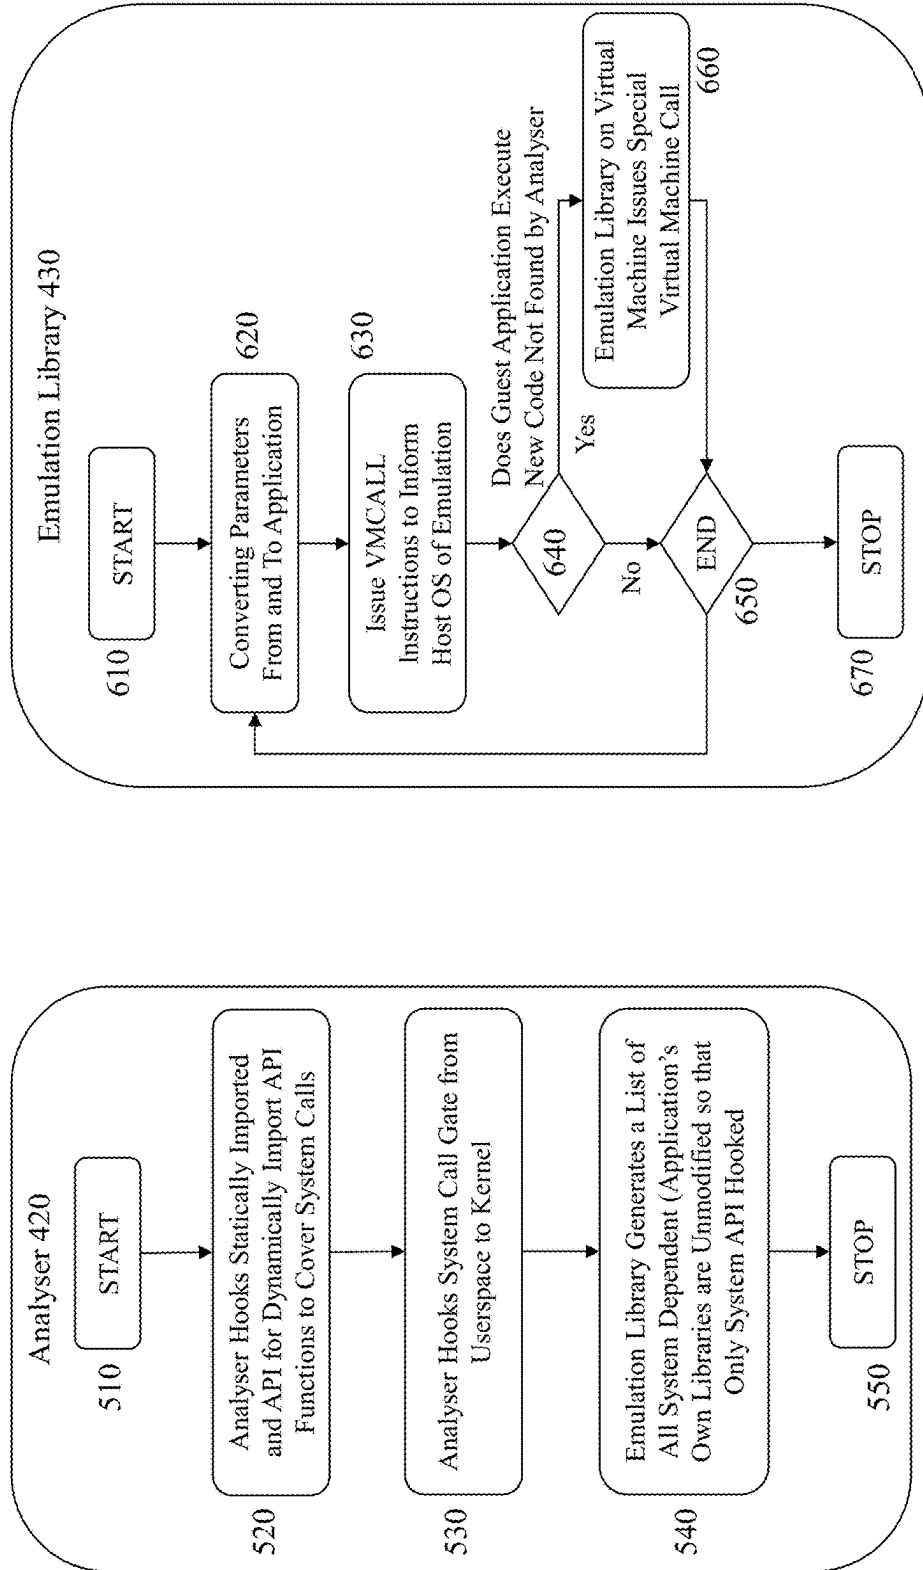 Analyser 420
510
START
520
Analyser Hooks Statically Imported
and API for Dynamically Import API
Functions to Cover System Calls
530
Analyser Hooks System Call Gate from
Userspace to Kernel
540
Emulation Library Generates a List of
All System Dependent (Application's
Own Libraries are Unmodified so that
Only System API Hooked
550
STOP
Emulation Library 430
610
START
620
Converting Parameters
From and To Application
630
Issue VMCALL
Instructions to Inform
Host OS of Emulation
Does Guest Application Execute
New Code Not Found by Analyser
640
Yes
No
660
Emulation Library on Virtual
Machine Issues Special
Virtual Machine Call
END
650
670
STOP